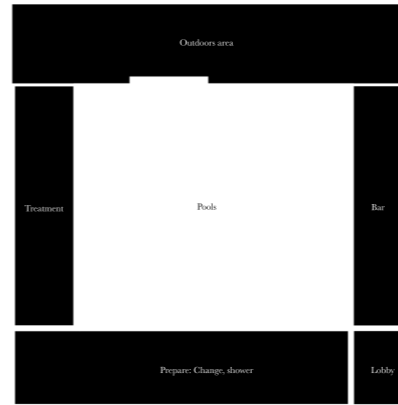 Outdoors area
Treatment
Pools
Bar
Prepare: Change, shower
Lobby